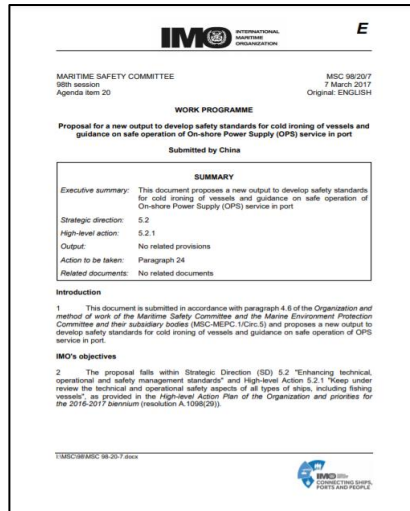 IMO
INTERNATIONAL
MARITIME
ORGANIZATION
E
MARITIME SAFETY COMMITTEE
98th session
Agenda item 20
MSC 98/20/7
7 March 2017
Original: ENGLISH
WORK PROGRAMME
Proposal for a new output to develop safety standards for cold ironing of vessels and
guidance on safe operation of On-shore Power Supply (OPS) service in port
Submitted by China
SUMMARY
Executive summary: This document proposes a new output to develop safety standards
for cold ironing of vessels and guidance on safe operation of
On-shore Power Supply (OPS) service in port
Strategic direction: 5.2
High-level action: 5.2.1
Output: No related provisions
Action to be taken: Paragraph 24
Related documents: No related documents
Introduction
1 This document is submitted in accordance with paragraph 4.6 of the Organization and
method of work of the Maritime Safety Committee and the Marine Environment Protection
Committee and their subsidiary bodies (MSC-MEPC.1/Circ.5) and proposes a new output to
develop safety standards for cold ironing of vessels and guidance on safe operation of OPS
service in port.
IMO's objectives
2 The proposal falls within Strategic Direction (SD) 5.2 "Enhancing technical,
operational and safety management standards" and High-level Action 5.2.1 "Keep under
review the technical and operational safety aspects of all types of ships, including fishing
vessels", as provided in the High-level Action Plan of the Organization and priorities for
the 2016-2017 biennium (resolution A.1098(29)).
I:\MSC\98\MSC 98-20-7.docx
IMO
CONNECTING SHIPS,
PORTS AND PEOPLE